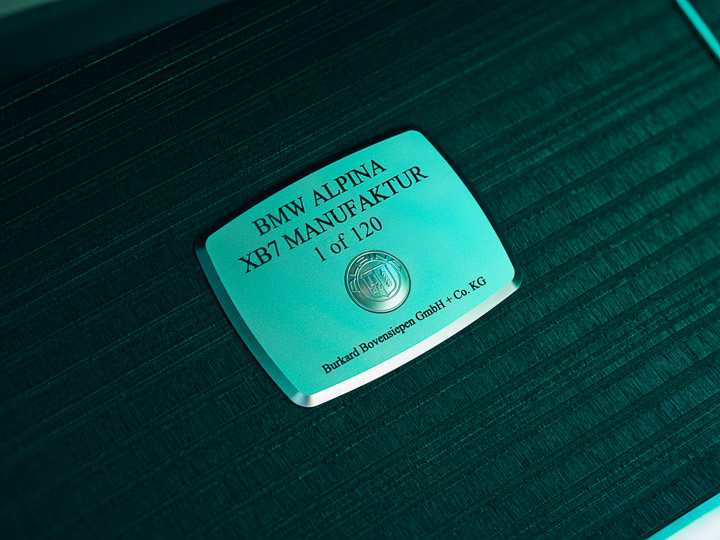 BMW ALPINA
XB7 MANUFAKTUR
1 of 120
Burkard Bovensiepen GmbH + Co. KG